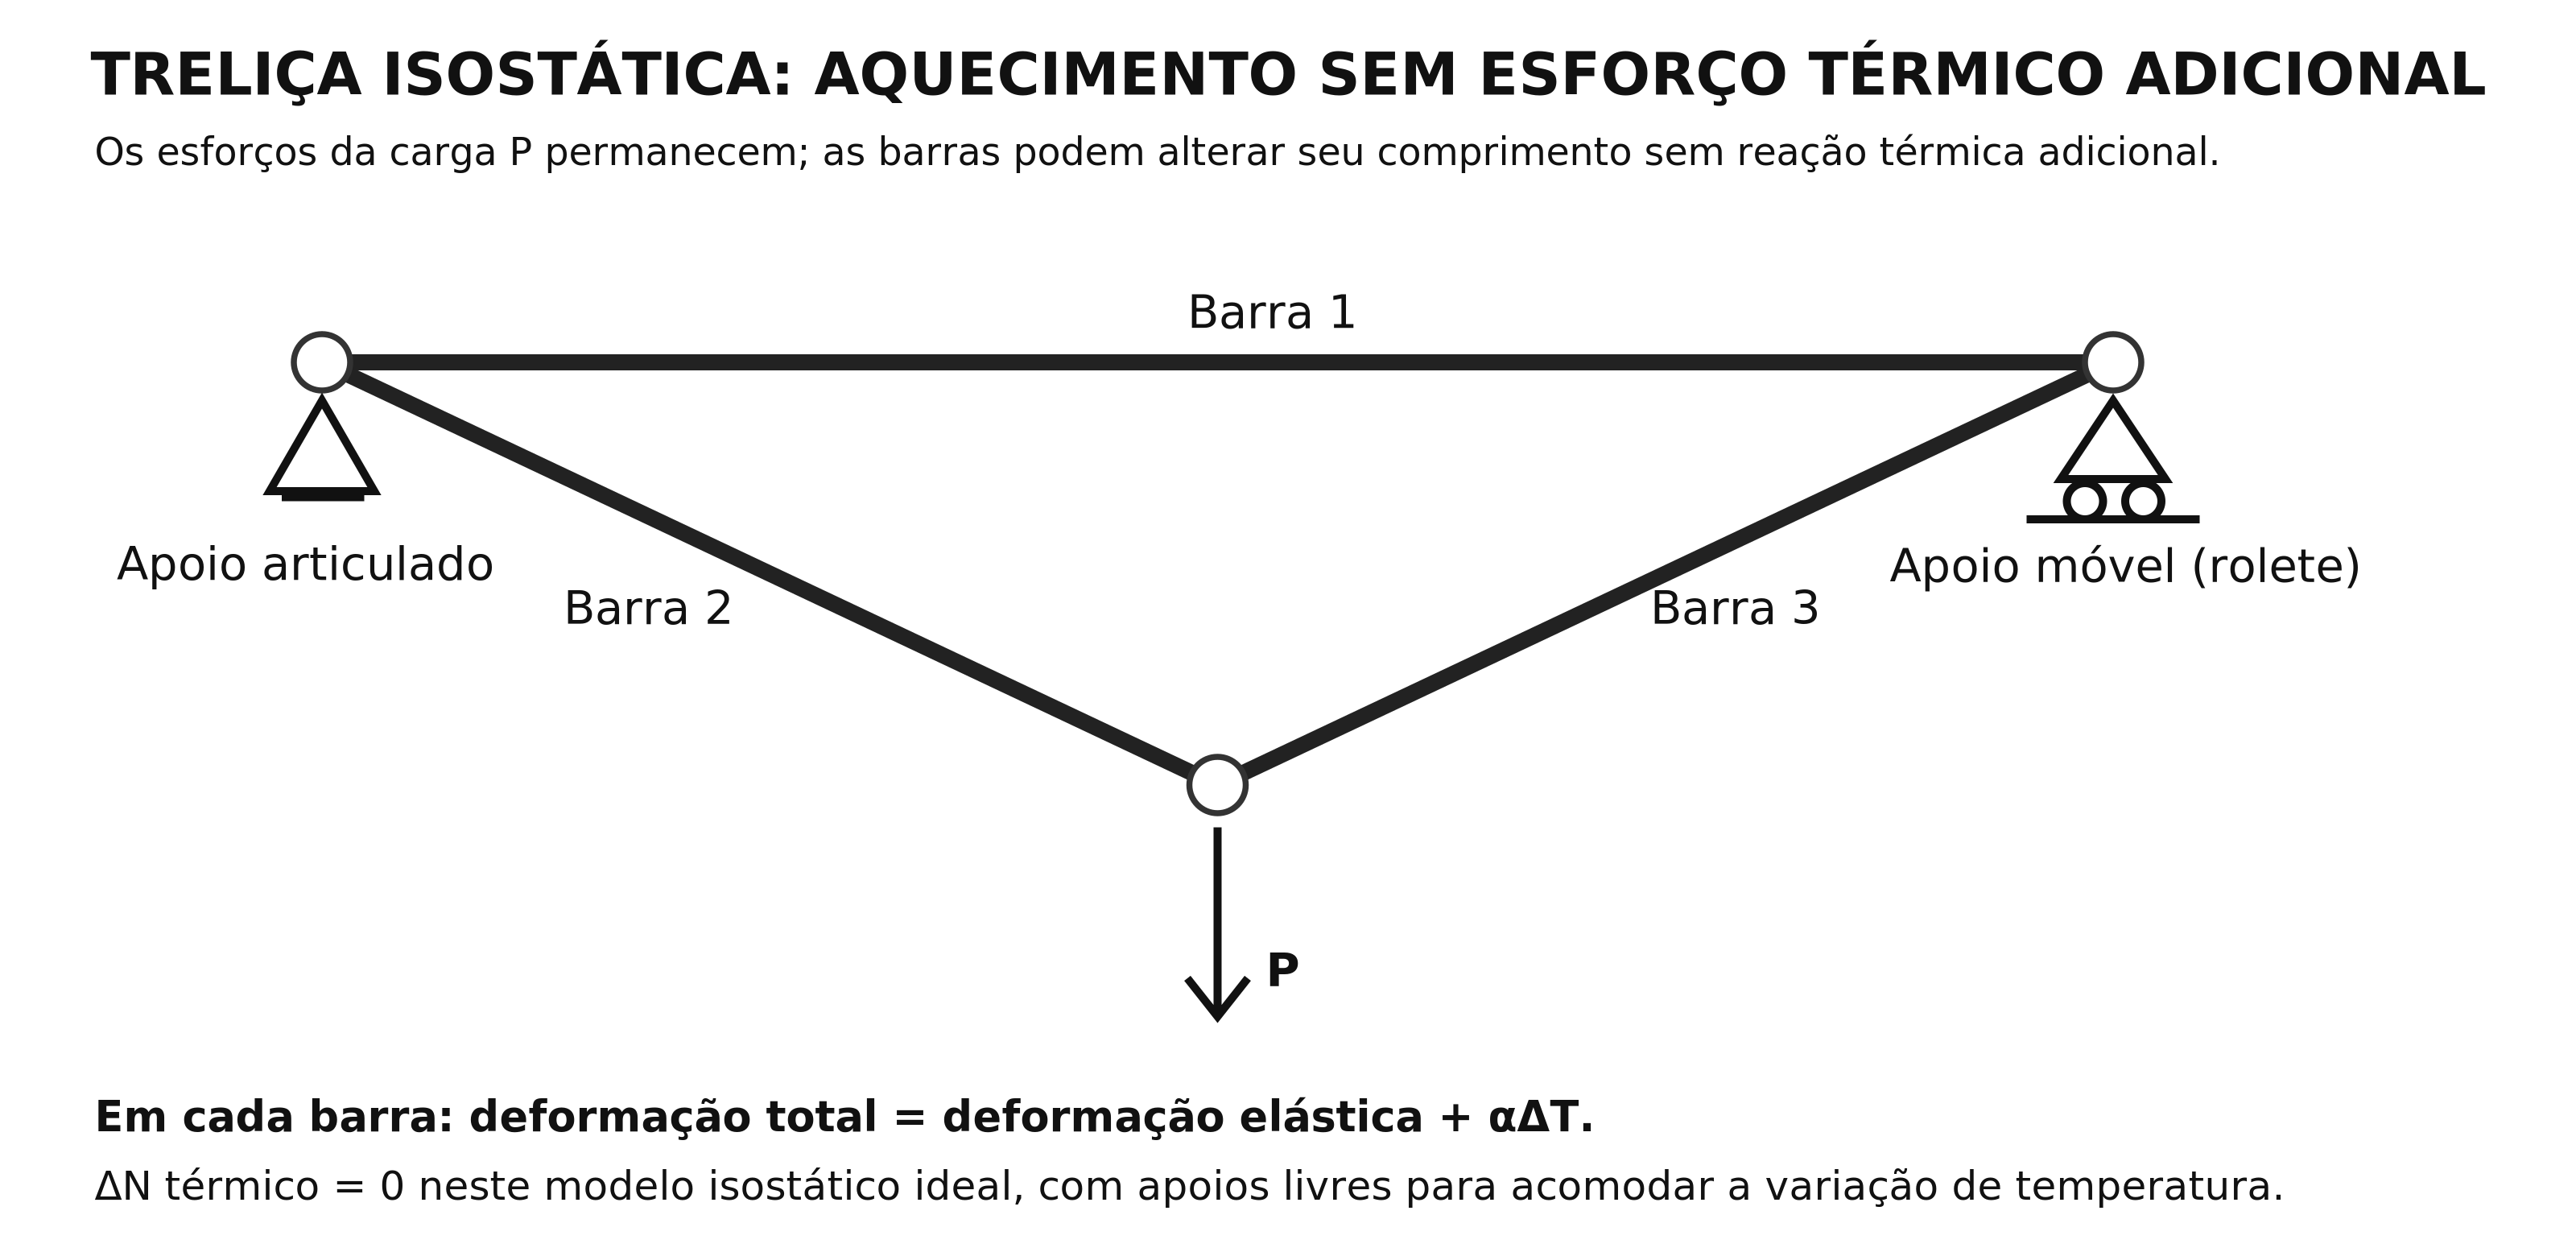 TRELIÇA ISOSTÁTICA: AQUECIMENTO SEM ESFORÇO TÉRMICO ADICIONAL
Os esforços da carga P permanecem; as barras podem alterar seu comprimento sem reação térmica adicional.
Barra 1
Apoio articulado
Apoio móvel (rolete)
Barra 2
Barra 3
P
Em cada barra: deformação total = deformação elástica + αΔT.
ΔN térmico = 0 neste modelo isostático ideal, com apoios livres para acomodar a variação de temperatura.